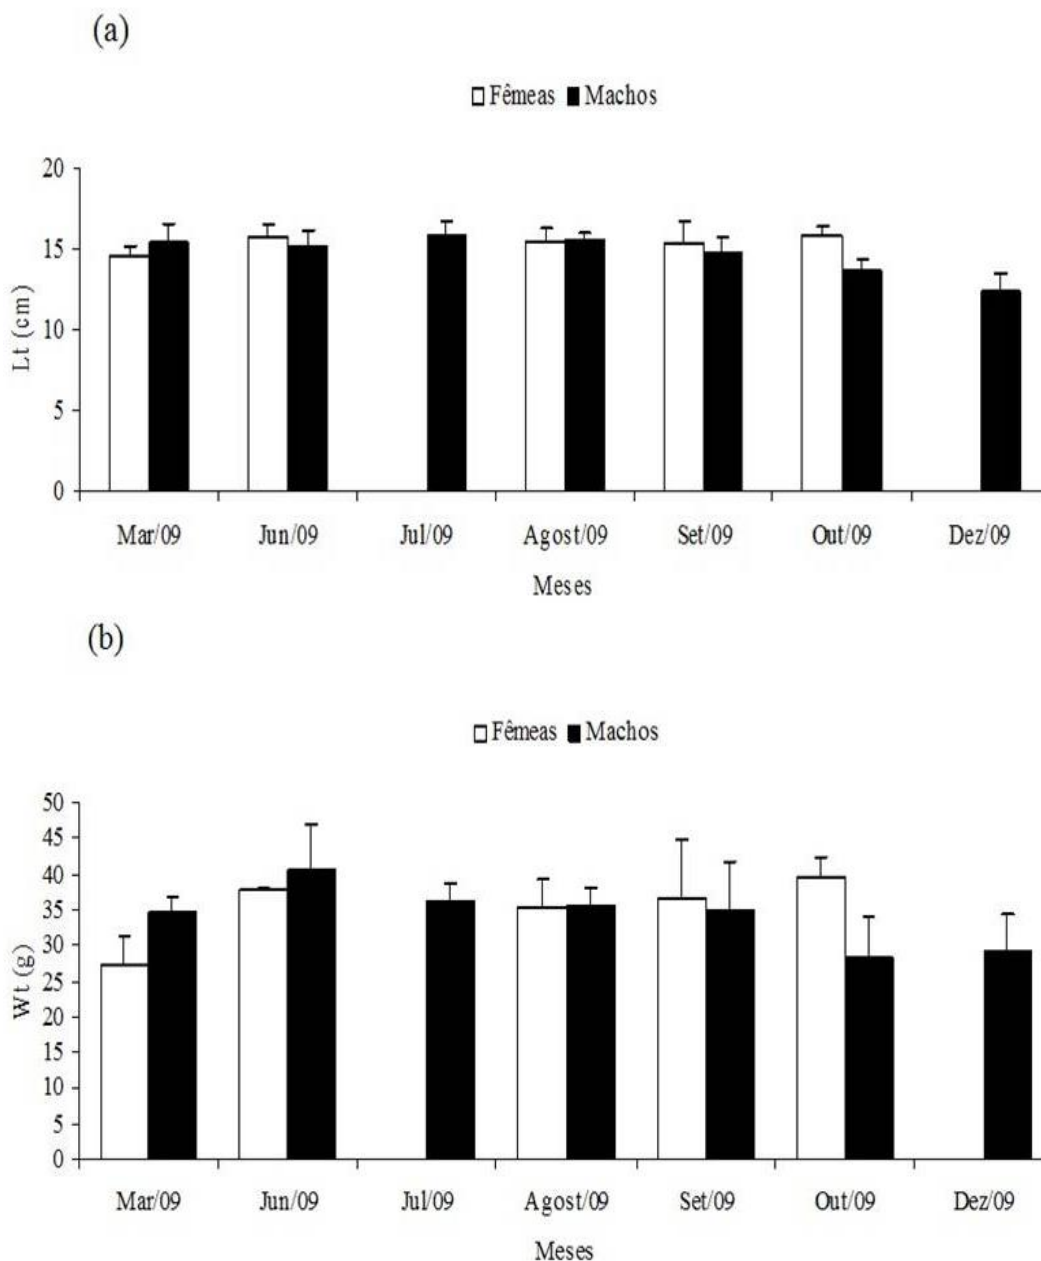 (a)
Fêmeas Machos
20
15
10
5
0
Lt (cm)
Mar/09 Jun/09 Jul/09 Agost/09 Set/09 Out/09 Dez/09
Meses
(b)
Fêmeas Machos
50
45
40
35
30
25
20
15
10
5
0
Wt (g)
Mar/09 Jun/09 Jul/09 Agost/09 Set/09 Out/09 Dez/09
Meses